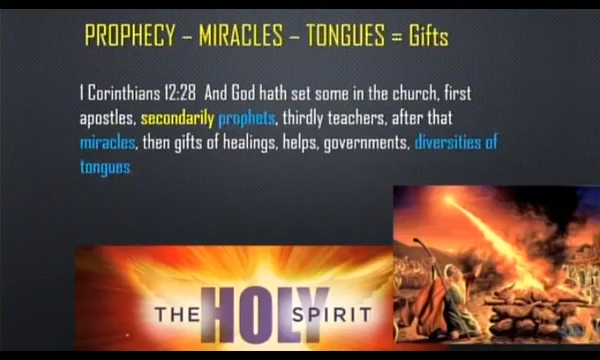 PROPHECY – MIRACLES – TONGUES = Gifts
1 Corinthians 12:28 And God hath set some in the church, first
apostles, secondarily prophets, thirdly teachers, after that
miracles, then gifts of healings, helps, governments, diversities of
tongues
THE HOLY SPIRIT